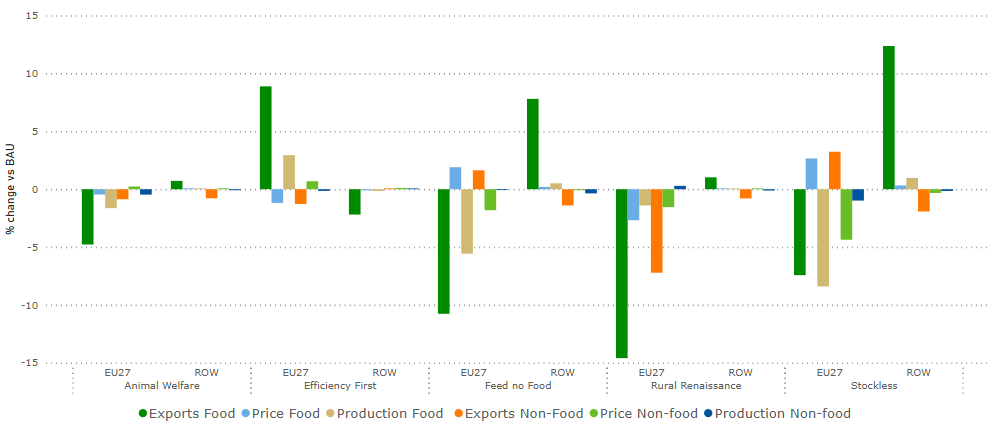 15
10
5
0
-5
-10
-15
% change vs BAU
EU27 ROW EU27 ROW EU27 ROW EU27 ROW EU27 ROW
Animal Welfare Efficiency First Feed no Food Rural Renaissance Stockless
Exports Food Price Food Production Food Exports Non-Food Price Non-food Production Non-food